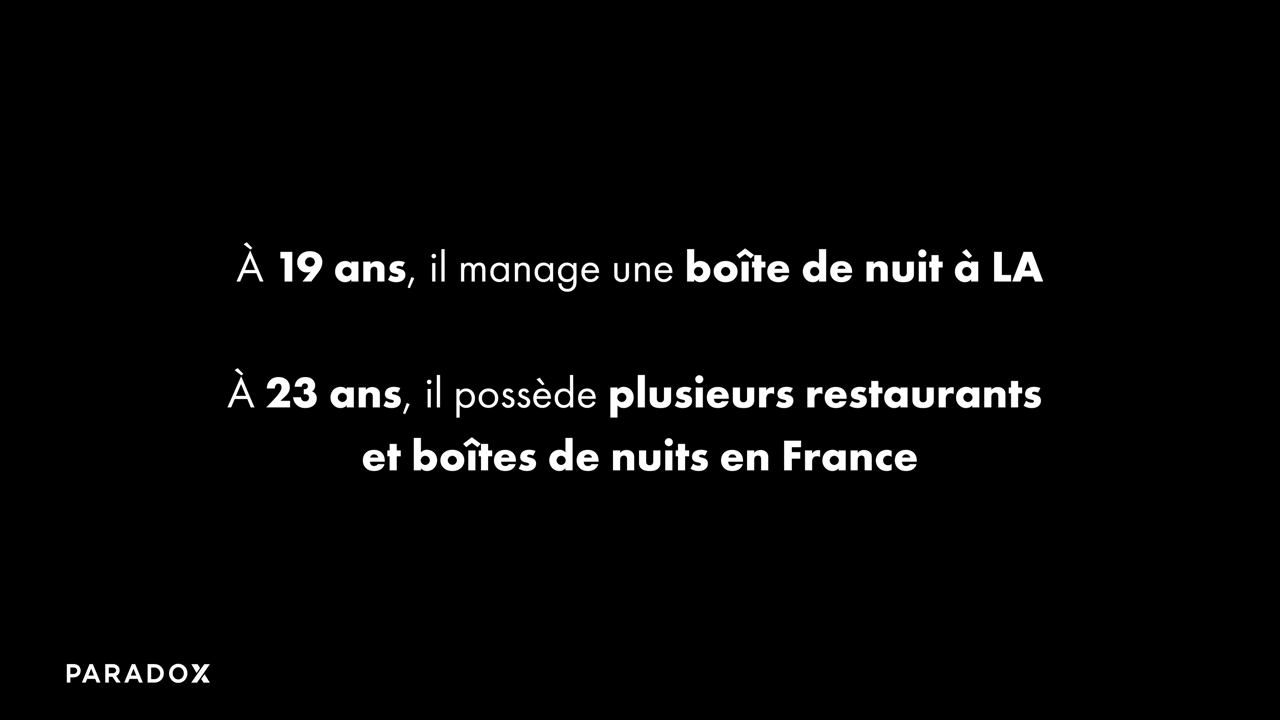 À 19 ans, il manage une boîte de nuit à LA
À 23 ans, il possède plusieurs restaurants
et boîtes de nuits en France
PARADOX